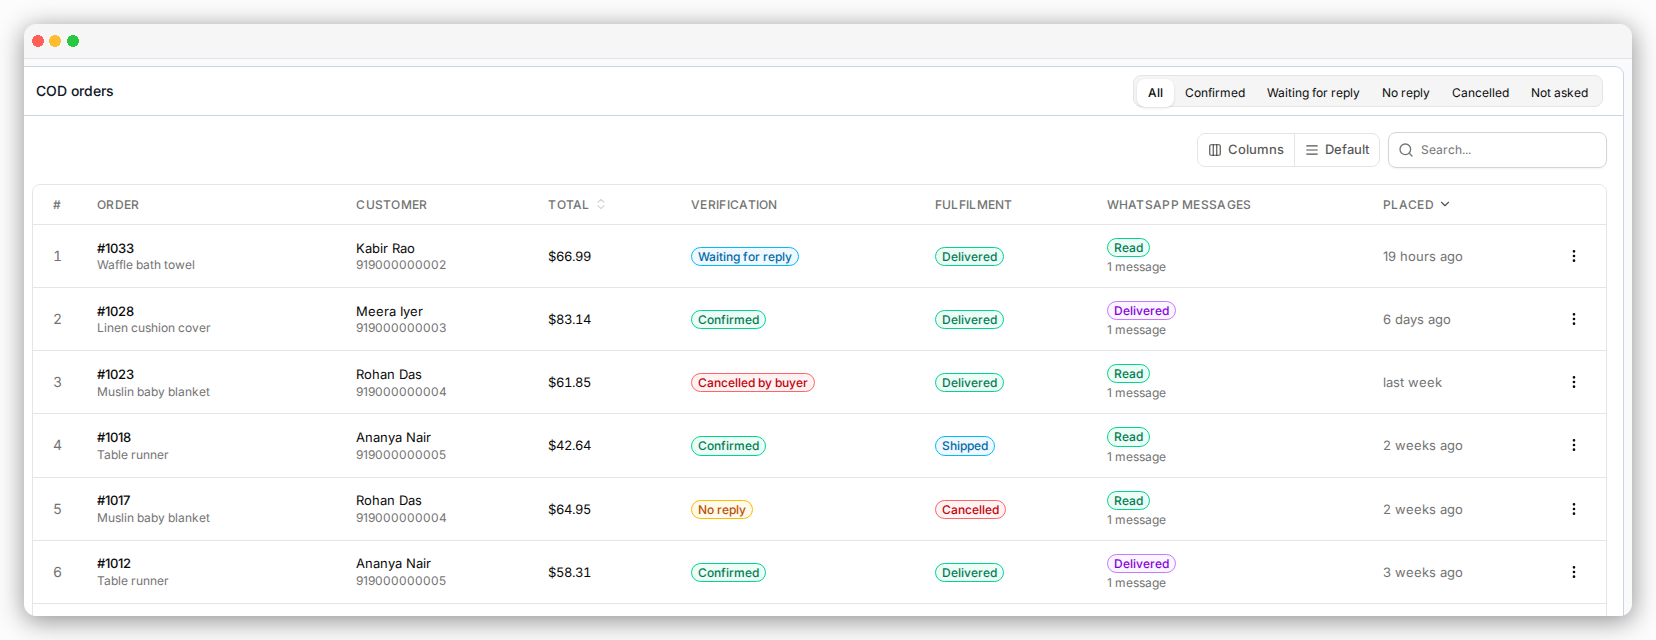 COD orders
All Confirmed Waiting for reply No reply Cancelled Not asked
Columns Default Search...
# ORDER CUSTOMER TOTAL VERIFICATION FULFILMENT WHATSAPP MESSAGES PLACED
1 #1033 Kabir Rao $66.99 Waiting for reply Delivered Read 19 hours ago
Waffle bath towel 919000000002 1 message
2 #1028 Meera Iyer $83.14 Confirmed Delivered Delivered 6 days ago
Linen cushion cover 919000000003 1 message
3 #1023 Rohan Das $61.85 Cancelled by buyer Delivered Read last week
Muslin baby blanket 919000000004 1 message
4 #1018 Ananya Nair $42.64 Confirmed Shipped Read 2 weeks ago
Table runner 919000000005 1 message
5 #1017 Rohan Das $64.95 No reply Cancelled Read 2 weeks ago
Muslin baby blanket 919000000004 1 message
6 #1012 Ananya Nair $58.31 Confirmed Delivered Delivered 3 weeks ago
Table runner 919000000005 1 message